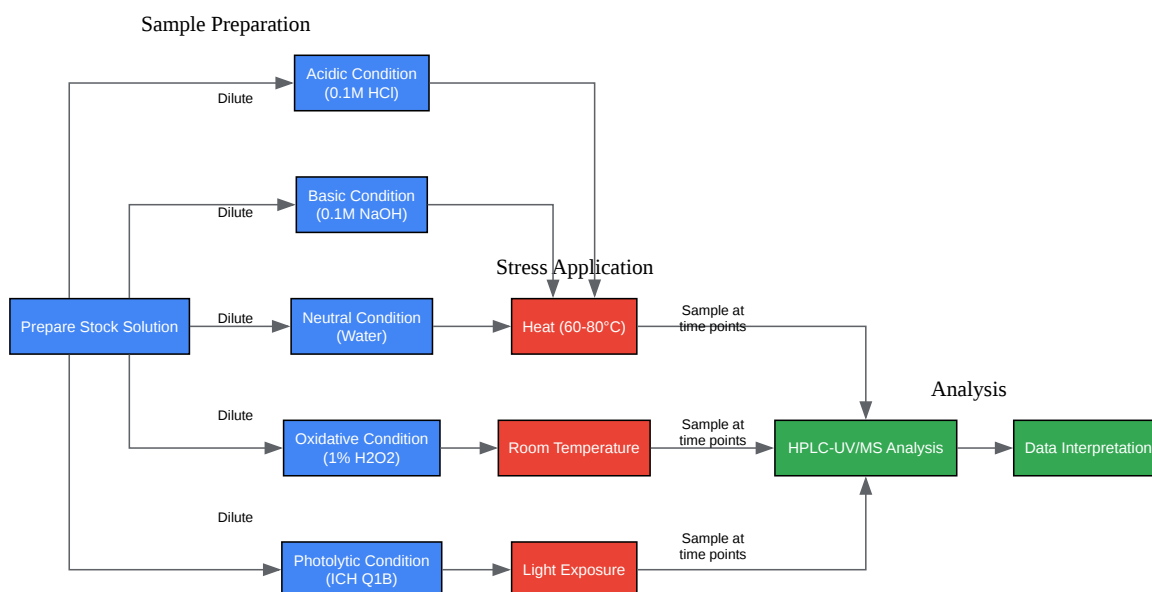 Sample Preparation
Acidic Condition
(0.1M HCl)
Dilute
Basic Condition
(0.1M NaOH)
Dilute
Stress Application
Prepare Stock Solution
Dilute
Neutral Condition
(Water)
Heat (60-80°C)
Sample at
time points
Analysis
Dilute
Oxidative Condition
(1% H2O2)
Room Temperature
Sample at
time points
HPLC-UV/MS Analysis
Data Interpretation
Dilute
Photolytic Condition
(ICH Q1B)
Light Exposure
Sample at
time points